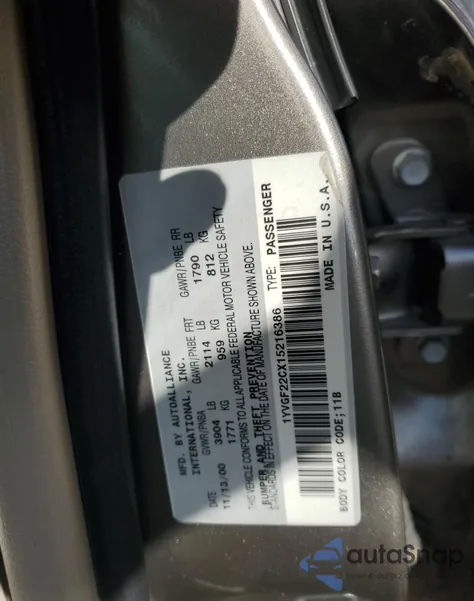 MFD. BY AUTOALLIANCE
INTERNATIONAL, INC.
GVWR/PNBA GAWR/PNBE FRT GAWR/PNBE RR
DATE 3904 LB 2114 LB 1790 LB
11/13/00 1771 KG 959 KG 812 KG
THIS VEHICLE CONFORMS TO ALL APPLICABLE FEDERAL MOTOR VEHICLE SAFETY
BUMPER AND THEFT PREVENTION
STANDARDS IN EFFECT ON THE DATE OF MANUFACTURE SHOWN ABOVE.
TYPE: PASSENGER
1YVGF22CX15216386
BODY COLOR CODE;11B MADE IN U.S.A.
autaSnap